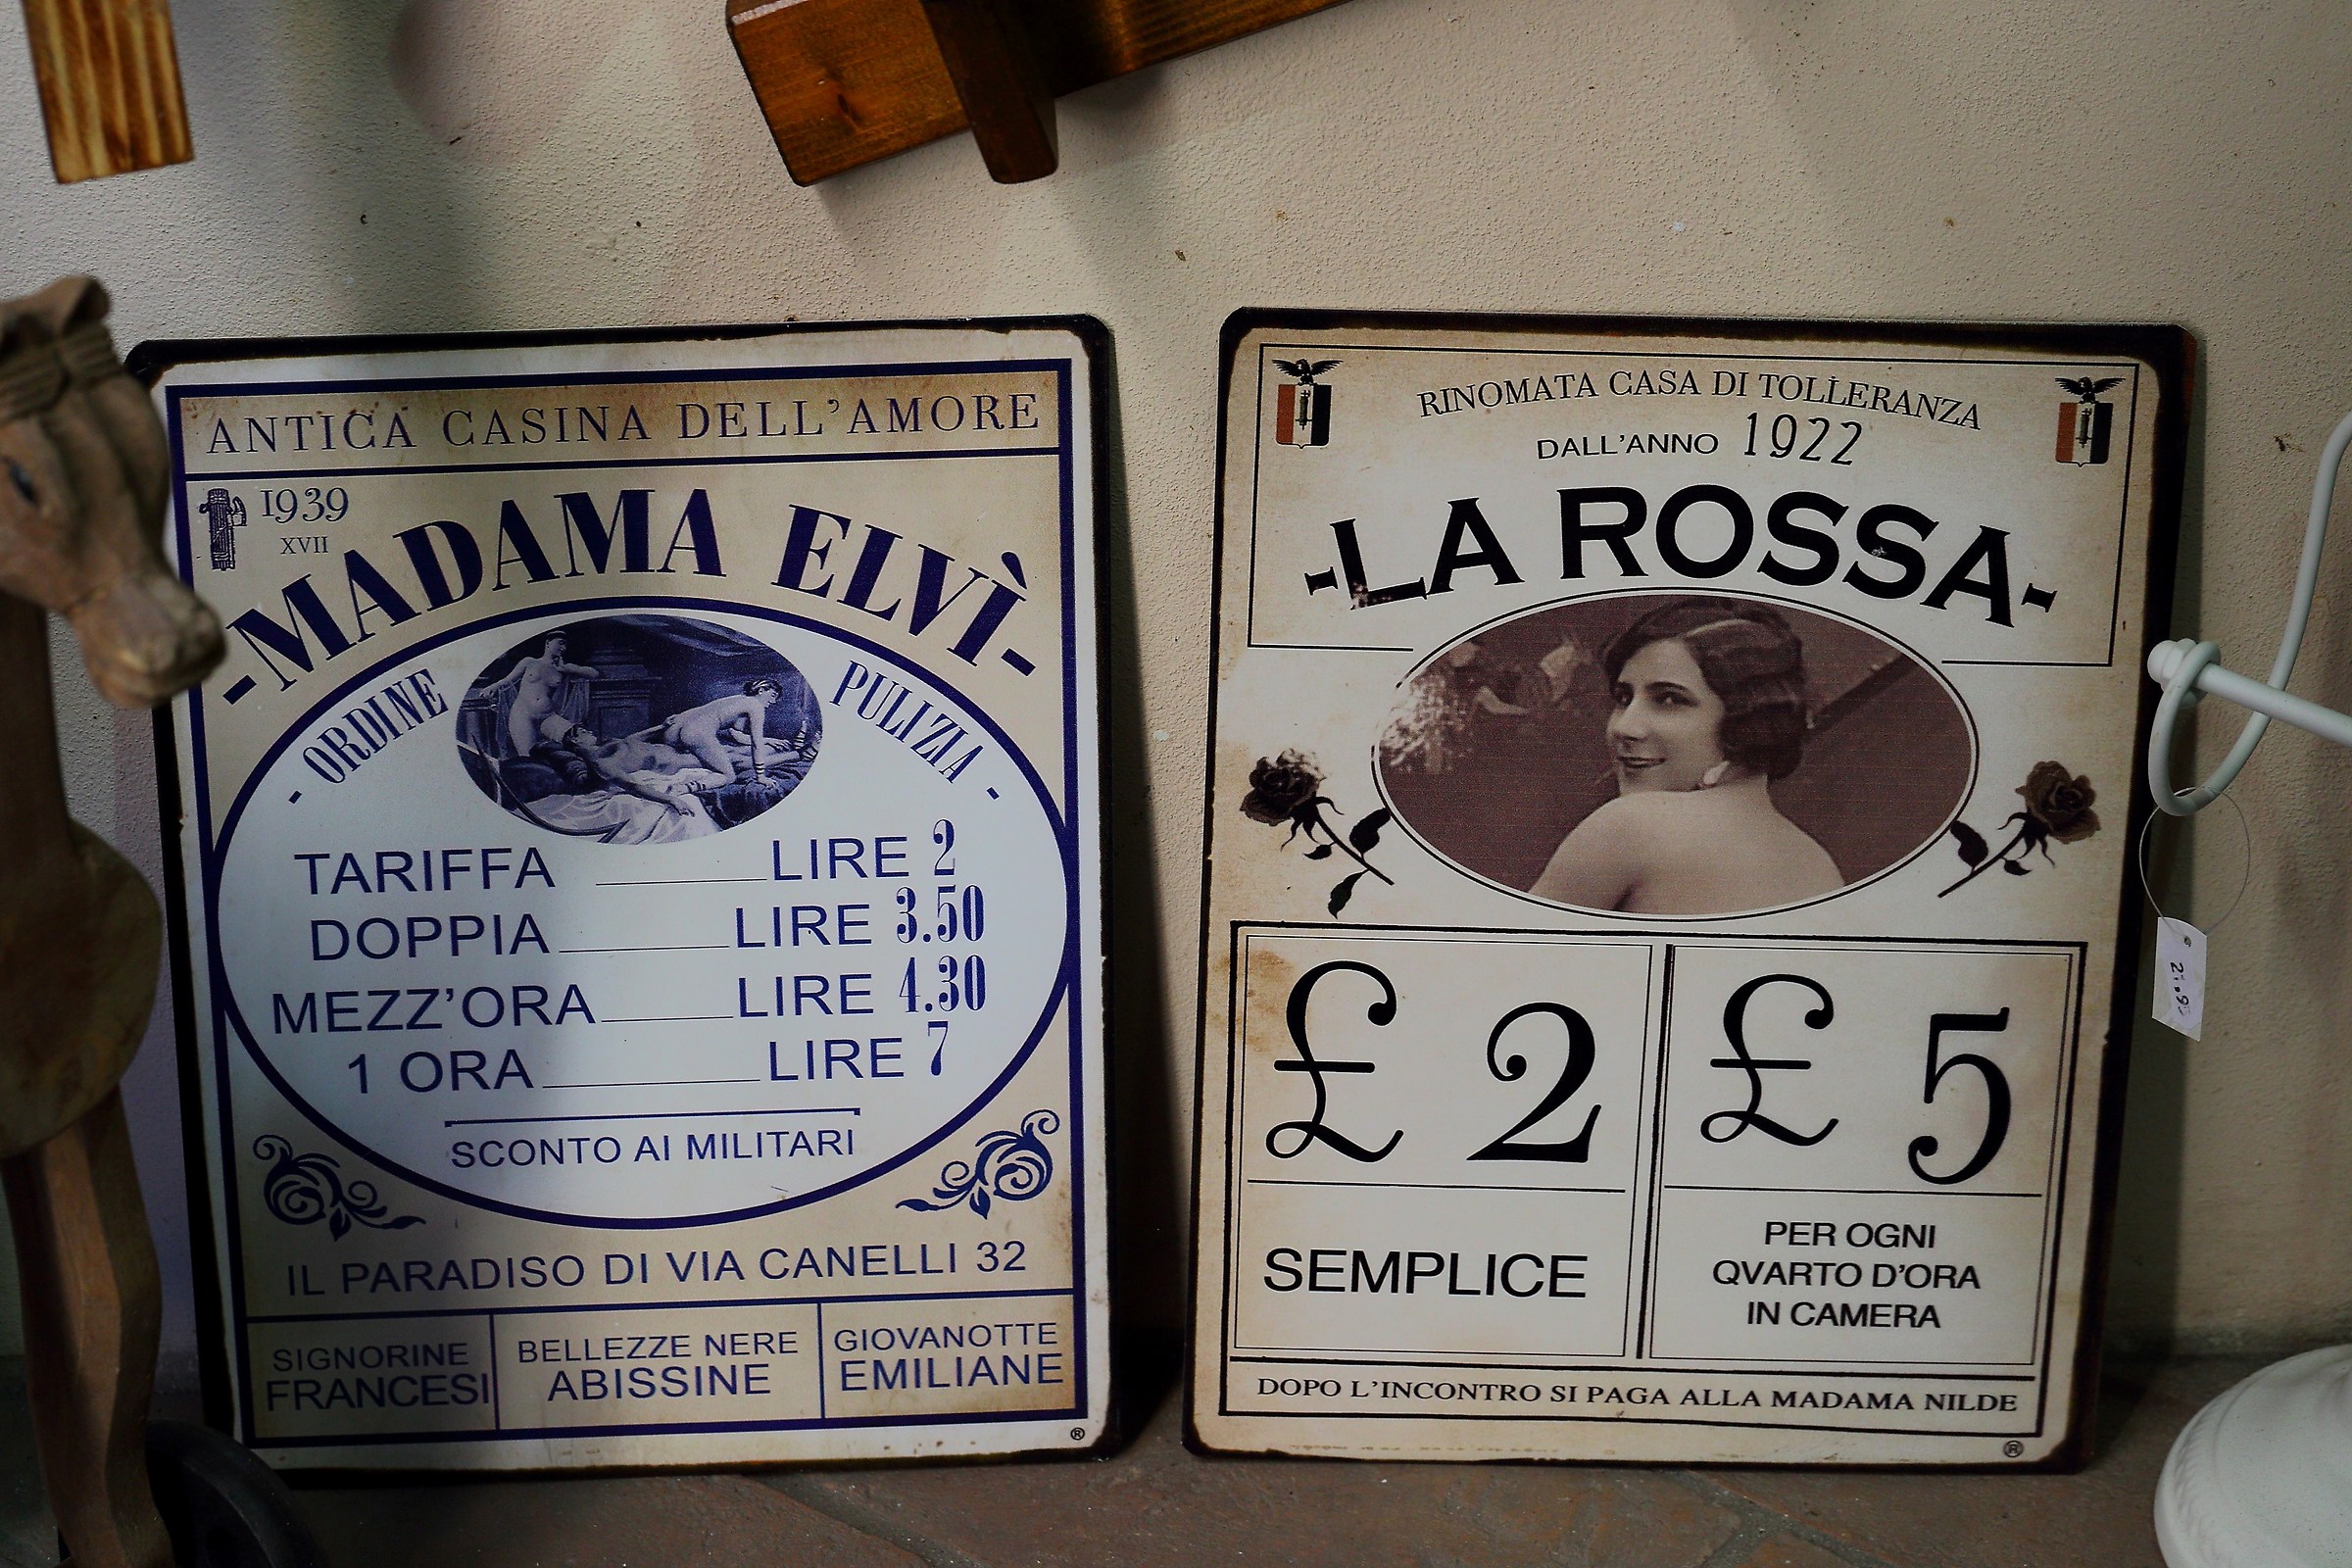 ANTICA CASINA DELL'AMORE
1939
XVII
-MADAMA ELVÌ-
- ORDINE PULIZIA -
TARIFFA LIRE 2
DOPPIA LIRE 3.50
MEZZ'ORA LIRE 4.30
1 ORA LIRE 7
SCONTO AI MILITARI
IL PARADISO DI VIA CANELLI 32
SIGNORINE
FRANCESI
BELLEZZE NERE
ABISSINE
GIOVANOTTE
EMILIANE
®
RINOMATA CASA DI TOLLERANZA
DALL'ANNO 1922
-LA ROSSA-
£ 2
SEMPLICE
£ 5
PER OGNI
QVARTO D'ORA
IN CAMERA
DOPO L'INCONTRO SI PAGA ALLA MADAMA NILDE
®